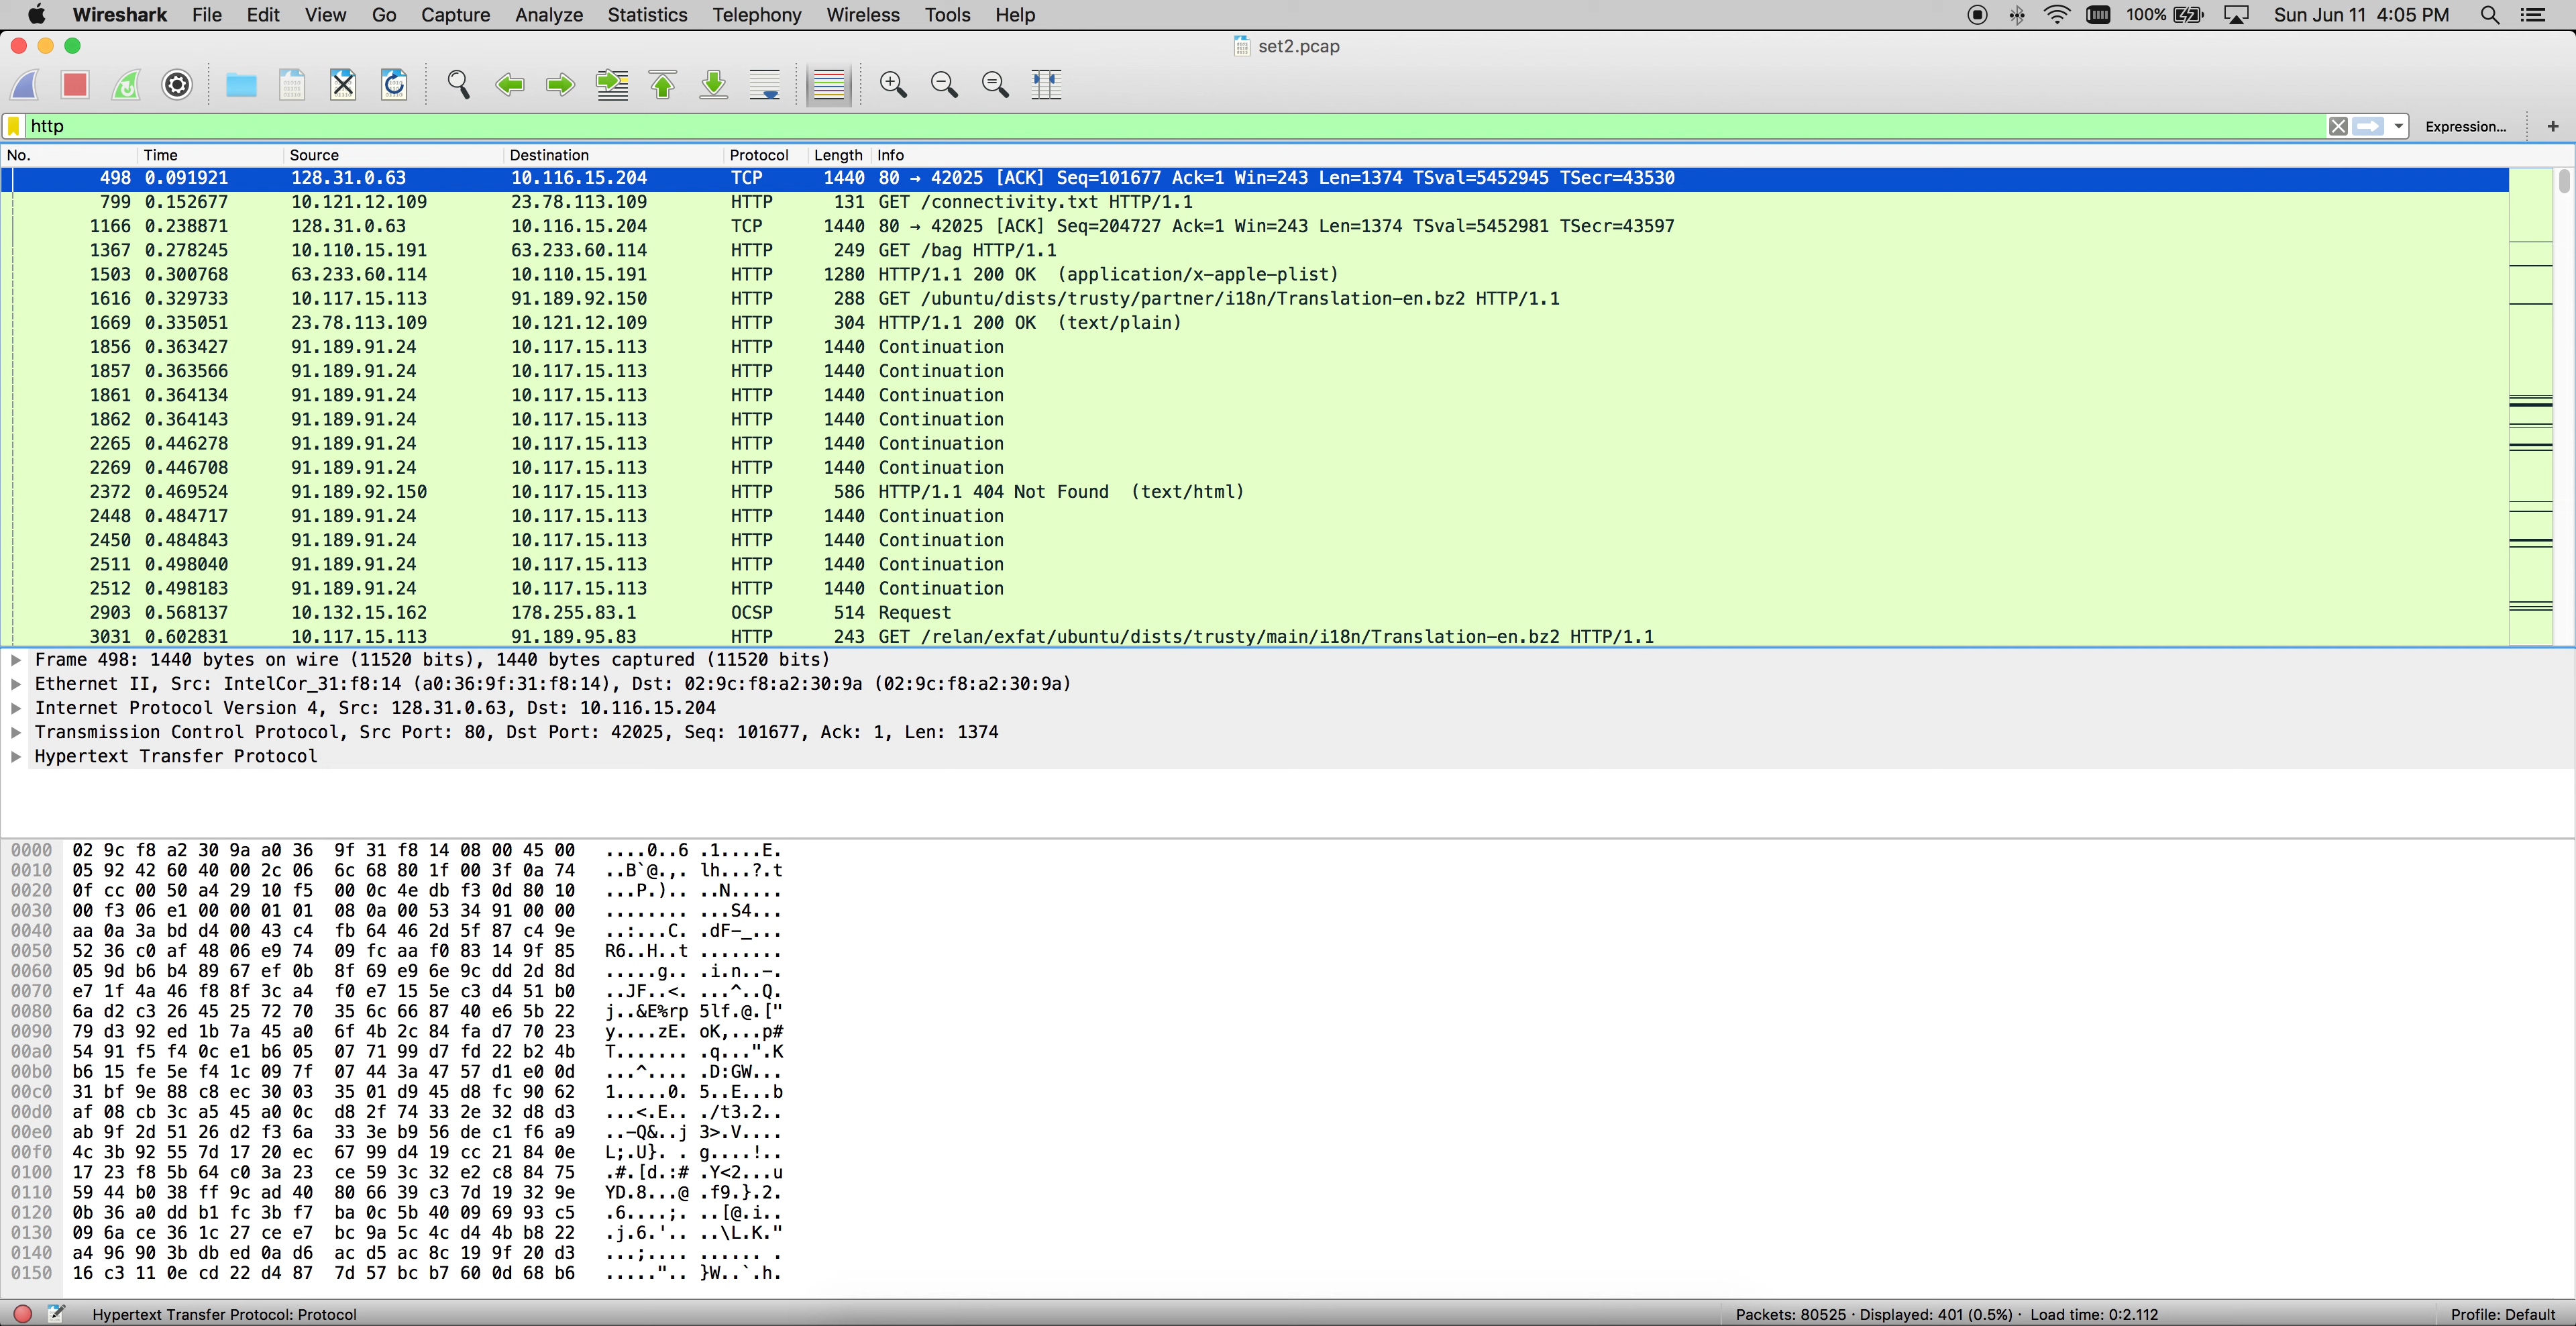 Wireshark File Edit View Go Capture Analyze Statistics Telephony Wireless Tools Help 100% Sun Jun 11 4:05 PM
set2.pcap
http Expression... +
No. Time Source Destination Protocol Length Info
498 0.091921 128.31.0.63 10.116.15.204 TCP 1440 80 → 42025 [ACK] Seq=101677 Ack=1 Win=243 Len=1374 TSval=5452945 TSecr=43530
799 0.152677 10.121.12.109 23.78.113.109 HTTP 131 GET /connectivity.txt HTTP/1.1
1166 0.238871 128.31.0.63 10.116.15.204 TCP 1440 80 → 42025 [ACK] Seq=204727 Ack=1 Win=243 Len=1374 TSval=5452981 TSecr=43597
1367 0.278245 10.110.15.191 63.233.60.114 HTTP 249 GET /bag HTTP/1.1
1503 0.300768 63.233.60.114 10.110.15.191 HTTP 1280 HTTP/1.1 200 OK (application/x-apple-plist)
1616 0.329733 10.117.15.113 91.189.92.150 HTTP 288 GET /ubuntu/dists/trusty/partner/i18n/Translation-en.bz2 HTTP/1.1
1669 0.335051 23.78.113.109 10.121.12.109 HTTP 304 HTTP/1.1 200 OK (text/plain)
1856 0.363427 91.189.91.24 10.117.15.113 HTTP 1440 Continuation
1857 0.363566 91.189.91.24 10.117.15.113 HTTP 1440 Continuation
1861 0.364134 91.189.91.24 10.117.15.113 HTTP 1440 Continuation
1862 0.364143 91.189.91.24 10.117.15.113 HTTP 1440 Continuation
2265 0.446278 91.189.91.24 10.117.15.113 HTTP 1440 Continuation
2269 0.446708 91.189.91.24 10.117.15.113 HTTP 1440 Continuation
2372 0.469524 91.189.92.150 10.117.15.113 HTTP 586 HTTP/1.1 404 Not Found (text/html)
2448 0.484717 91.189.91.24 10.117.15.113 HTTP 1440 Continuation
2450 0.484843 91.189.91.24 10.117.15.113 HTTP 1440 Continuation
2511 0.498040 91.189.91.24 10.117.15.113 HTTP 1440 Continuation
2512 0.498183 91.189.91.24 10.117.15.113 HTTP 1440 Continuation
2903 0.568137 10.132.15.162 178.255.83.1 OCSP 514 Request
3031 0.602831 10.117.15.113 91.189.95.83 HTTP 243 GET /relan/exfat/ubuntu/dists/trusty/main/i18n/Translation-en.bz2 HTTP/1.1
Frame 498: 1440 bytes on wire (11520 bits), 1440 bytes captured (11520 bits)
Ethernet II, Src: IntelCor_31:f8:14 (a0:36:9f:31:f8:14), Dst: 02:9c:f8:a2:30:9a (02:9c:f8:a2:30:9a)
Internet Protocol Version 4, Src: 128.31.0.63, Dst: 10.116.15.204
Transmission Control Protocol, Src Port: 80, Dst Port: 42025, Seq: 101677, Ack: 1, Len: 1374
Hypertext Transfer Protocol
0000 02 9c f8 a2 30 9a a0 36 9f 31 f8 14 08 00 45 00 ....0..6 .1....E.
0010 05 92 42 60 40 00 2c 06 6c 68 80 1f 00 3f 0a 74 ..B`@.,. lh...?.t
0020 0f cc 00 50 a4 29 10 f5 00 0c 4e db f3 0d 80 10 ...P.).. ..N.....
0030 00 f3 06 e1 00 00 01 01 08 0a 00 53 34 91 00 00 ........ ...S4...
0040 aa 0a 3a bd d4 00 43 c4 fb 64 46 2d 5f 87 c4 9e ..:...C. .dF-_...
0050 52 36 c0 af 48 06 e9 74 09 fc aa f0 83 14 9f 85 R6..H..t ........
0060 05 9d b6 b4 89 67 ef 0b 8f 69 e9 6e 9c dd 2d 8d .....g.. .i.n..-.
0070 e7 1f 4a 46 f8 8f 3c a4 f0 e7 15 5e c3 d4 51 b0 ..JF..<. ...^..Q.
0080 6a d2 c3 26 45 25 72 70 35 6c 66 87 40 e6 5b 22 j..&E%rp 5lf.@.["
0090 79 d3 92 ed 1b 7a 45 a0 6f 4b 2c 84 fa d7 70 23 y....zE. oK,...p#
00a0 54 91 f5 f4 0c e1 b6 05 07 71 99 d7 fd 22 b2 4b T....... .q...".K
00b0 b6 15 fe 5e f4 1c 09 7f 07 44 3a 47 57 d1 e0 0d ...^.... .D:GW...
00c0 31 bf 9e 88 c8 ec 30 03 35 01 d9 45 d8 fc 90 62 1.....0. 5..E...b
00d0 af 08 cb 3c a5 45 a0 0c d8 2f 74 33 2e 32 d8 d3 ...<.E.. ./t3.2..
00e0 ab 9f 2d 51 26 d2 f3 6a 33 3e b9 56 de c1 f6 a9 ..-Q&..j 3>.V....
00f0 4c 3b 92 55 7d 17 20 ec 67 99 d4 19 cc 21 84 0e L;.U}. . g....!..
0100 17 23 f8 5b 64 c0 3a 23 ce 59 3c 32 e2 c8 84 75 .#.[d.:# .Y<2...u
0110 59 44 b0 38 ff 9c ad 40 80 66 39 c3 7d 19 32 9e YD.8...@ .f9.}.2.
0120 0b 36 a0 dd b1 fc 3b f7 ba 0c 5b 40 09 69 93 c5 .6....;. ..[@.i..
0130 09 6a ce 36 1c 27 ce e7 bc 9a 5c 4c d4 4b b8 22 .j.6.'.. ..\L.K."
0140 a4 96 90 3b db ed 0a d6 ac d5 ac 8c 19 9f 20 d3 ...;.... ...... .
0150 16 c3 11 0e cd 22 d4 87 7d 57 bc b7 60 0d 68 b6 .....".. }W..`.h.
Hypertext Transfer Protocol: Protocol Packets: 80525 · Displayed: 401 (0.5%) · Load time: 0:2.112 Profile: Default